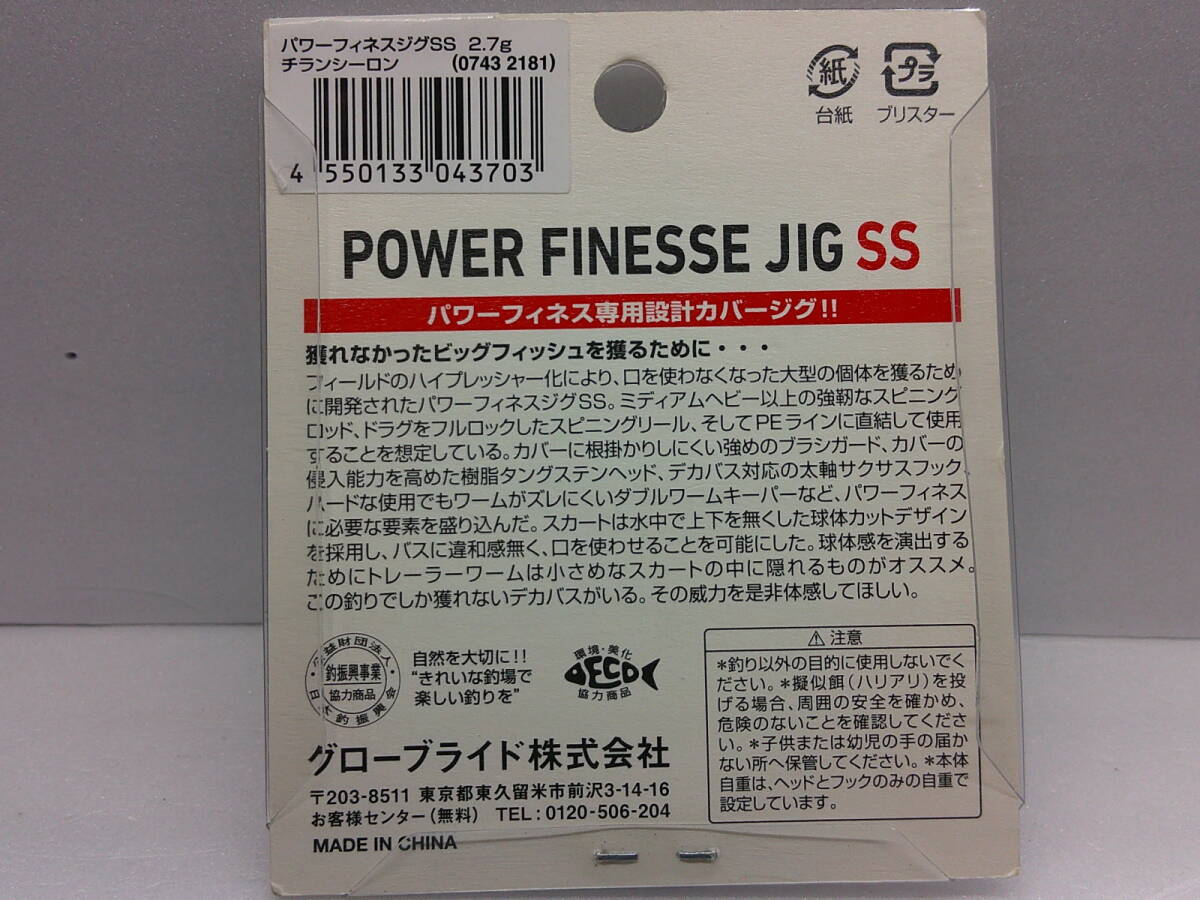 パワーフィネスジグSS 2.7g
チランシーロン (0743 2181)
4 550133 043703
紙
台紙
プラ
ブリスター
POWER FINESSE JIG SS
パワーフィネス専用設計カバージグ!!
獲れなかったビッグフィッシュを獲るために・・・
フィールドのハイプレッシャー化により、口を使わなくなった大型の個体を獲るため
に開発されたパワーフィネスジグSS。ミディアムヘビー以上の強靭なスピニング
ロッド、ドラグをフルロックしたスピニングリール、そしてPEラインに直結して使用
することを想定している。カバーに根掛かりしにくい強めのブラシガード、カバーの
侵入能力を高めた樹脂タングステンヘッド、デカバス対応の太軸サクサスフック、
ハードな使用でもワームがズレにくいダブルワームキーパーなど、パワーフィネス
に必要な要素を盛り込んだ。スカートは水中で上下を無くした球体カットデザイン
を採用し、バスに違和感無く、口を使わせることを可能にした。球体感を演出する
ためにトレーラーワームは小さめなスカートの中に隠れるものがオススメ。
この釣りでしか獲れないデカバスがいる。その威力を是非体感してほしい。
公益財団法人・日本釣振興会
釣振興事業
協力商品
自然を大切に!!
"きれいな釣場で
楽しい釣りを"
環境・美化
ECO
協力商品
グローブライド株式会社
〒203-8511 東京都東久留米市前沢3-14-16
お客様センター(無料) TEL:0120-506-204
MADE IN CHINA
⚠ 注意
*釣り以外の目的に使用しないでく
ださい。*擬似餌(ハリアリ)を投
げる場合、周囲の安全を確かめ、
危険のないことを確認してくださ
い。*子供または幼児の手の届か
ない所へ保管してください。*本体
自重は、ヘッドとフックのみの自重で
設定しています。